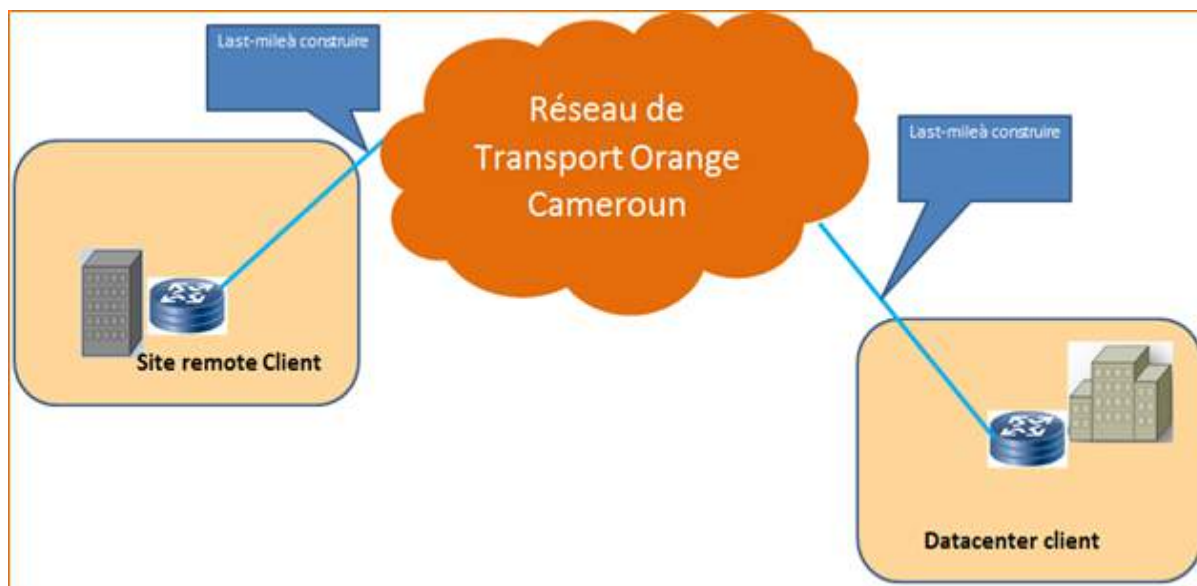 Last-mileà construire
Réseau de
Transport Orange
Cameroun
Last-mileà construire
Site remote Client
Datacenter client